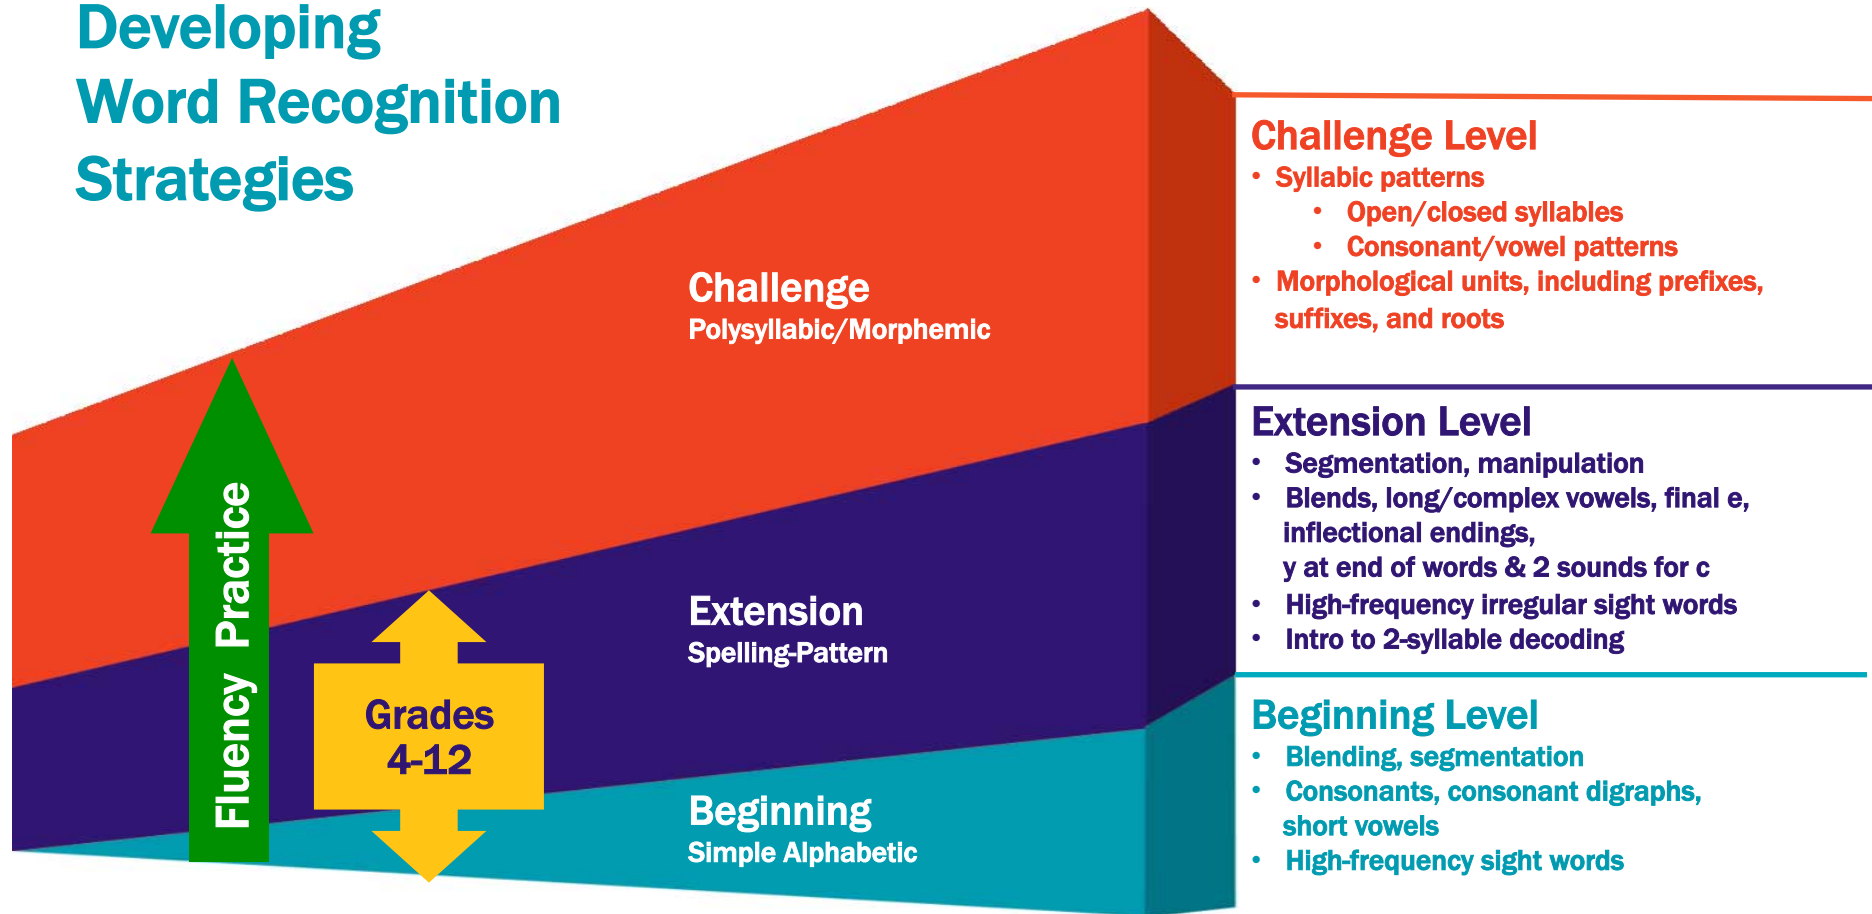 Developing
Word Recognition
Strategies
Challenge
Polysyllabic/Morphemic
Extension
Spelling-Pattern
Beginning
Simple Alphabetic
Fluency Practice
Grades
4-12
Challenge Level
• Syllabic patterns
• Open/closed syllables
• Consonant/vowel patterns
• Morphological units, including prefixes,
suffixes, and roots
Extension Level
• Segmentation, manipulation
• Blends, long/complex vowels, final e,
inflectional endings,
y at end of words & 2 sounds for c
• High-frequency irregular sight words
• Intro to 2-syllable decoding
Beginning Level
• Blending, segmentation
• Consonants, consonant digraphs,
short vowels
• High-frequency sight words